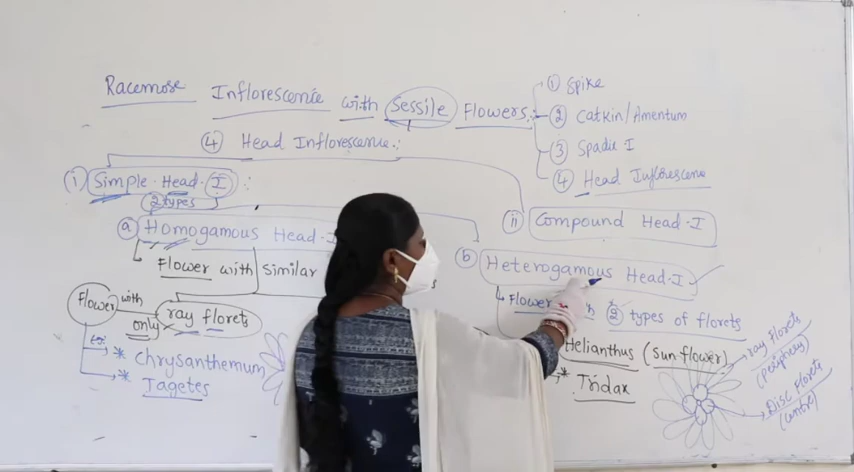 Racemose Inflorescence with Sessile Flowers:
① Spike
② Catkin/Amentum
③ Spadix I
④ Head Inflorescence
④ Head Inflorescence:
(i) Simple Head-I:
2 types
ⓐ Homogamous Head-I
Flower with Similar
Flower with only ray florets
eg:
* Chrysanthemum
* Tagetes
(ii) Compound Head-I
ⓑ Heterogamous Head-I
Flower 2 types of florets
Helianthus (Sunflower)
* Tridax
ray florets (periphery)
Disc florets (centre)